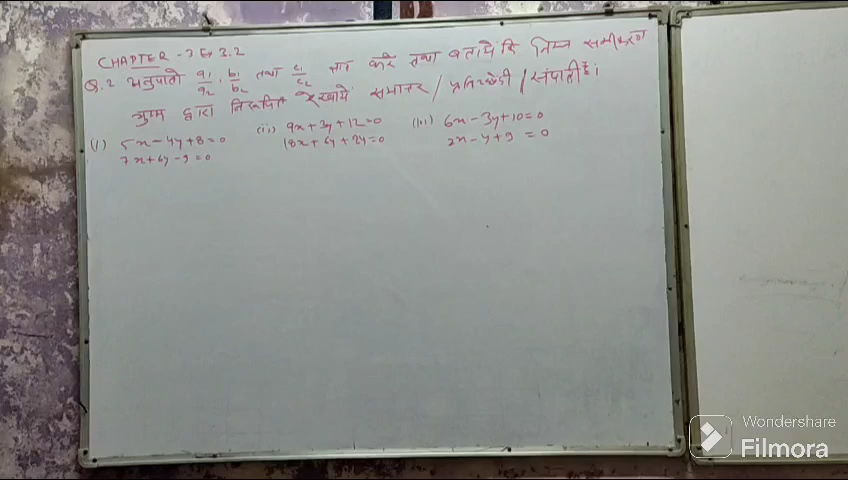 CHAPTER - 3 Ex 3.2
Q.2 अनुपातो a1/a2, b1/b2 तथा c1/c2 ज्ञात करे तथा बताये कि निम्न समीकरण
युग्म द्वारा निरूपित रेखायें समान्तर / प्रतिच्छेदी / संपाती है।
(i) 5x - 4y + 8 = 0 (ii) 9x + 3y + 12 = 0 (iii) 6x - 3y + 10 = 0
7x + 6y - 9 = 0 18x + 6y + 24 = 0 2x - y + 9 = 0
Wondershare
Filmora